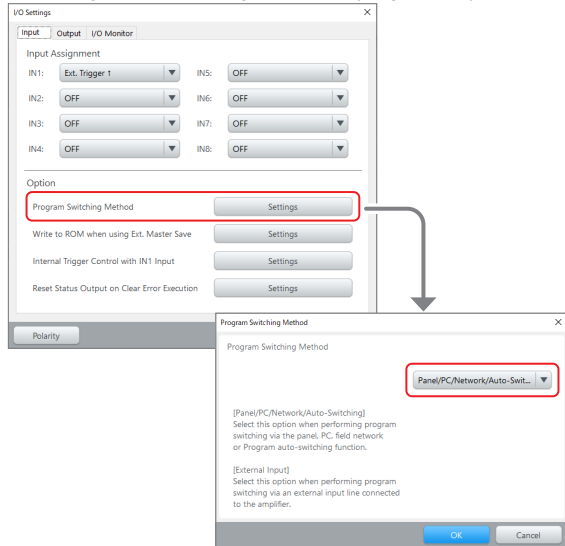 I/O Settings
Input Output I/O Monitor
Input Assignment
IN1: Ext. Trigger 1 IN5: OFF
IN2: OFF IN6: OFF
IN3: OFF IN7: OFF
IN4: OFF IN8: OFF
Option
Program Switching Method Settings
Write to ROM when using Ext. Master Save Settings
Internal Trigger Control with IN1 Input Settings
Reset Status Output on Clear Error Execution Settings
Polarity
Program Switching Method
Program Switching Method
Panel/PC/Network/Auto-Swit...
[Panel/PC/Network/Auto-Switching]
Select this option when performing program
switching via the panel, PC, field network
or Program auto-switching function.
[External Input]
Select this option when performing program
switching via an external input line connected
to the amplifier.
OK Cancel